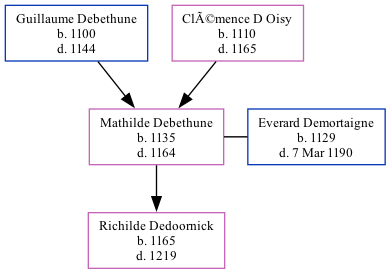 Guillaume Debethune
b. 1100
d. 1144
ClÃ©mence D Oisy
b. 1110
d. 1165
Mathilde Debethune
b. 1135
d. 1164
Everard Demortaigne
b. 1129
d. 7 Mar 1190
Richilde Dedoornick
b. 1165
d. 1219